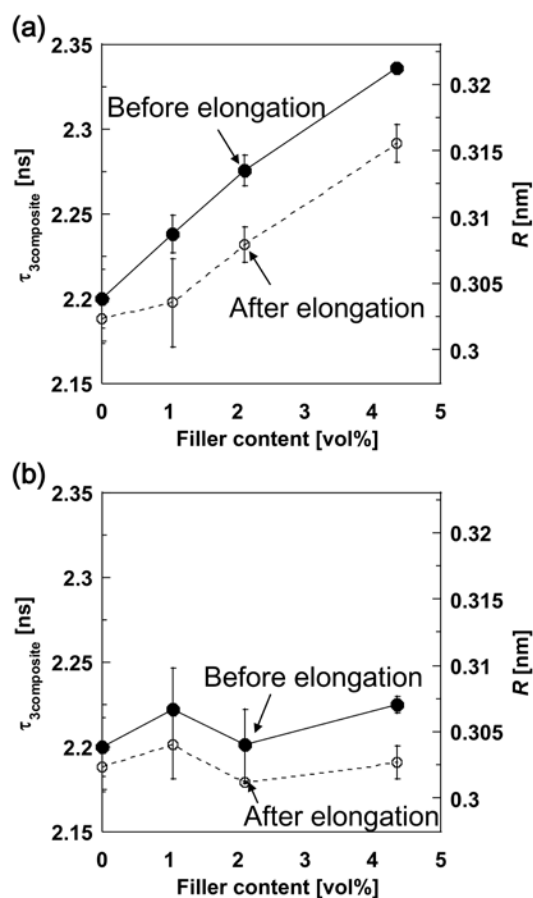 (a)
2.35
2.3
2.25
2.2
2.15
τ3composite [ns]
Before elongation
After elongation
0.32
0.315
0.31
0.305
0.3
R [nm]
0 1 2 3 4 5
Filler content [vol%]
(b)
2.35
2.3
2.25
2.2
2.15
τ3composite [ns]
Before elongation
After elongation
0.32
0.315
0.31
0.305
0.3
R [nm]
0 1 2 3 4 5
Filler content [vol%]